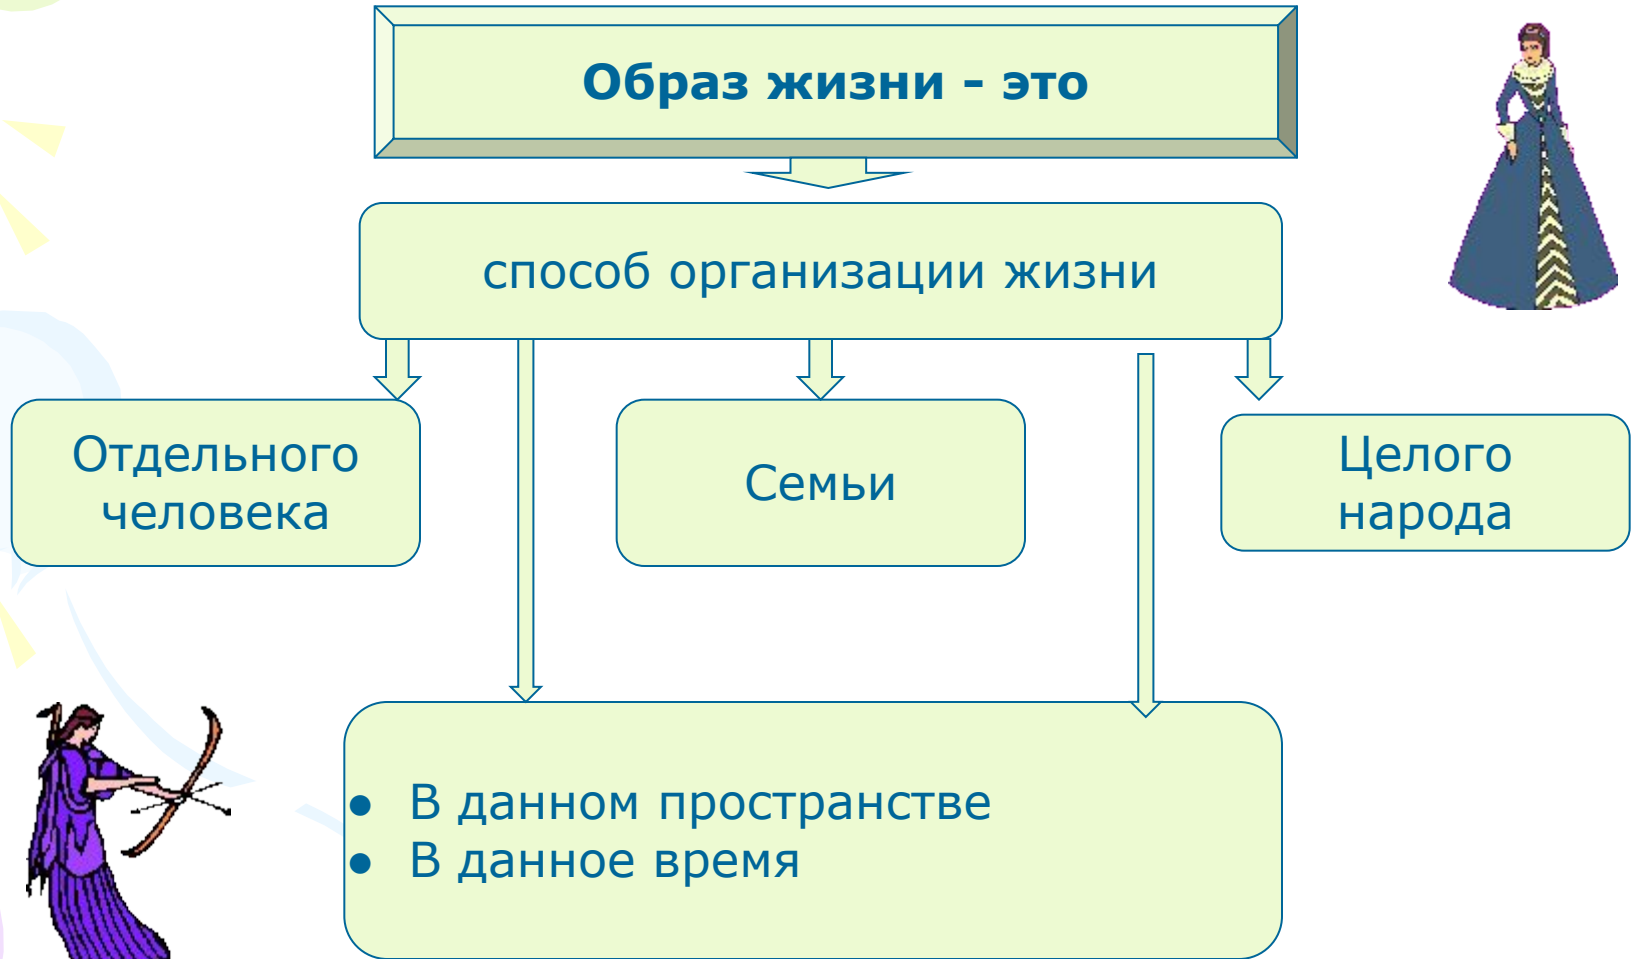 Образ жизни - это
способ организации жизни
Отдельного
человека
Семьи
Целого
народа
● В данном пространстве
● В данное время